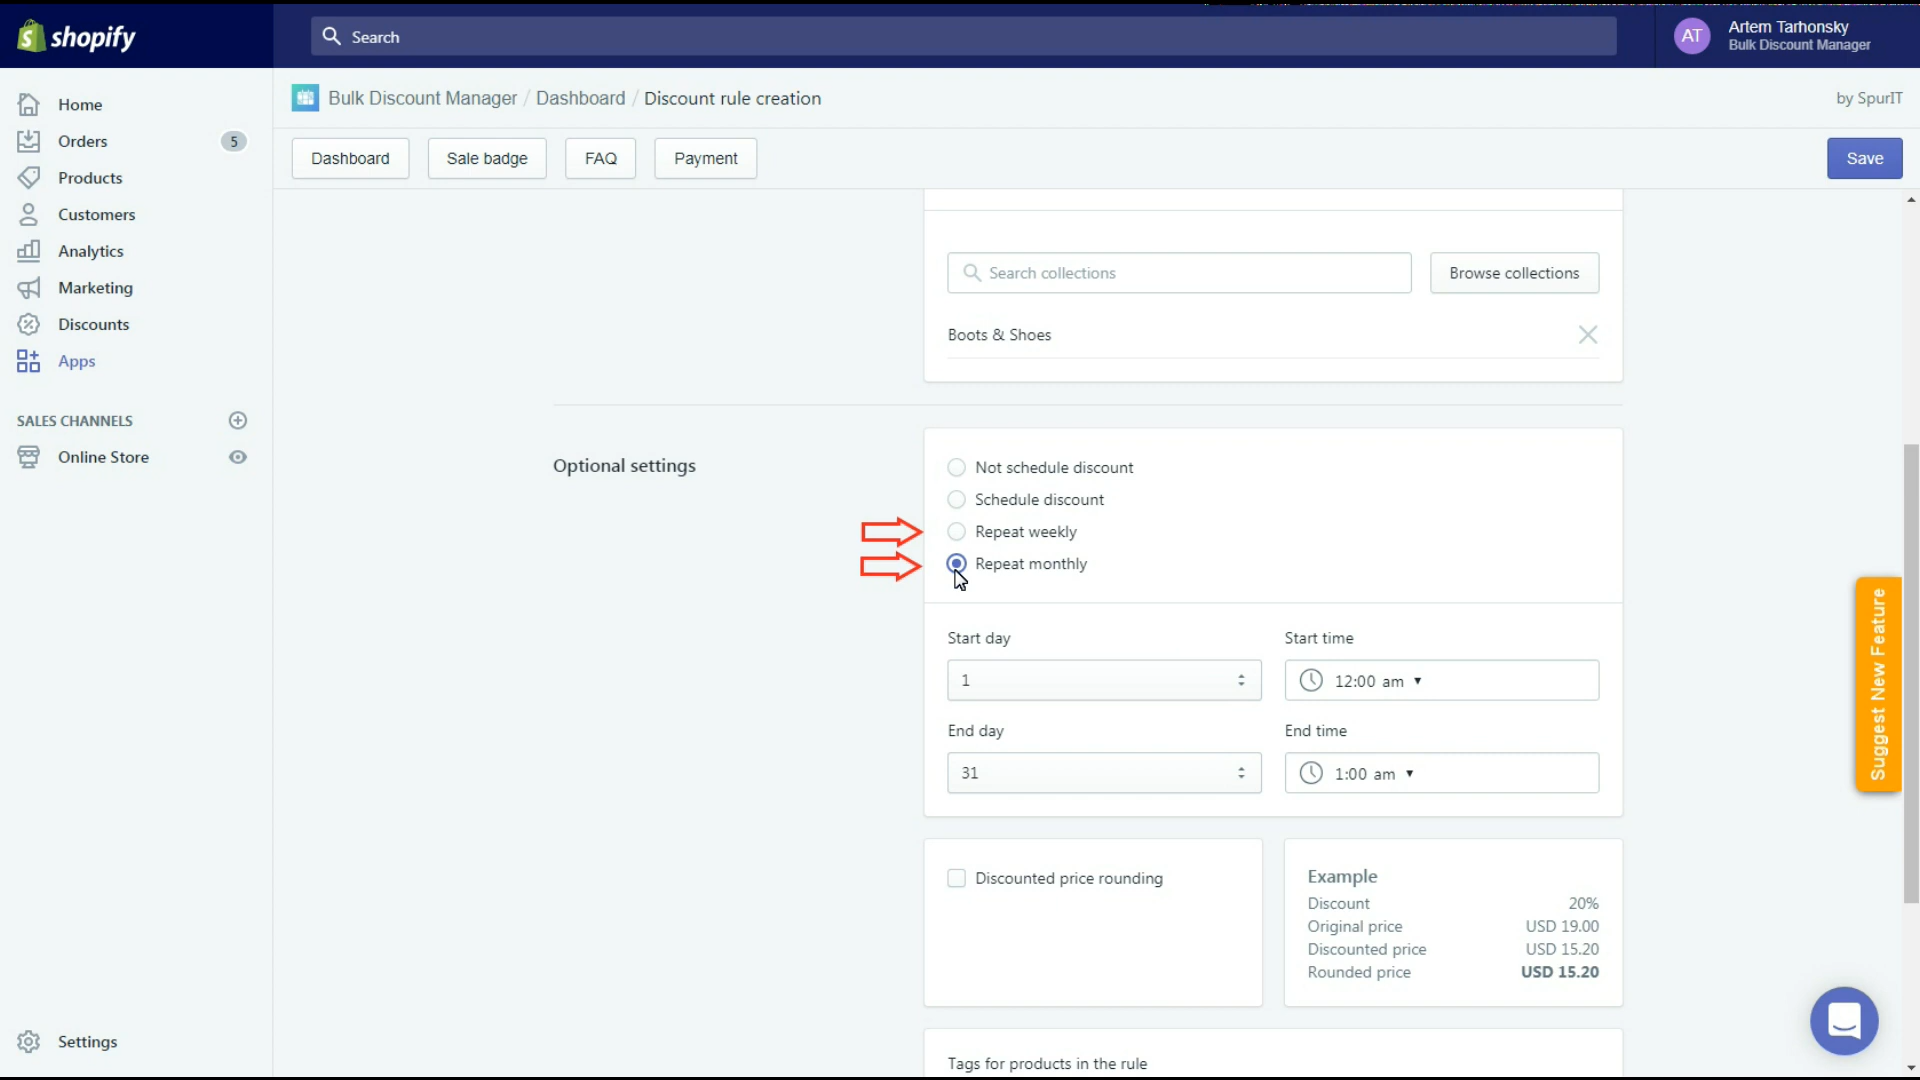 shopify
Search
AT
Artem Tarhonsky
Bulk Discount Manager
Home
Orders
5
Products
Customers
Analytics
Marketing
Discounts
Apps
SALES CHANNELS
Online Store
Settings
Bulk Discount Manager / Dashboard / Discount rule creation
by SpurIT
Dashboard
Sale badge
FAQ
Payment
Save
Search collections
Browse collections
Boots & Shoes
Optional settings
Not schedule discount
Schedule discount
Repeat weekly
Repeat monthly
Start day
Start time
1
12:00 am
End day
End time
31
1:00 am
Discounted price rounding
Example
Discount 20%
Original price USD 19.00
Discounted price USD 15.20
Rounded price USD 15.20
Tags for products in the rule
Suggest New Feature